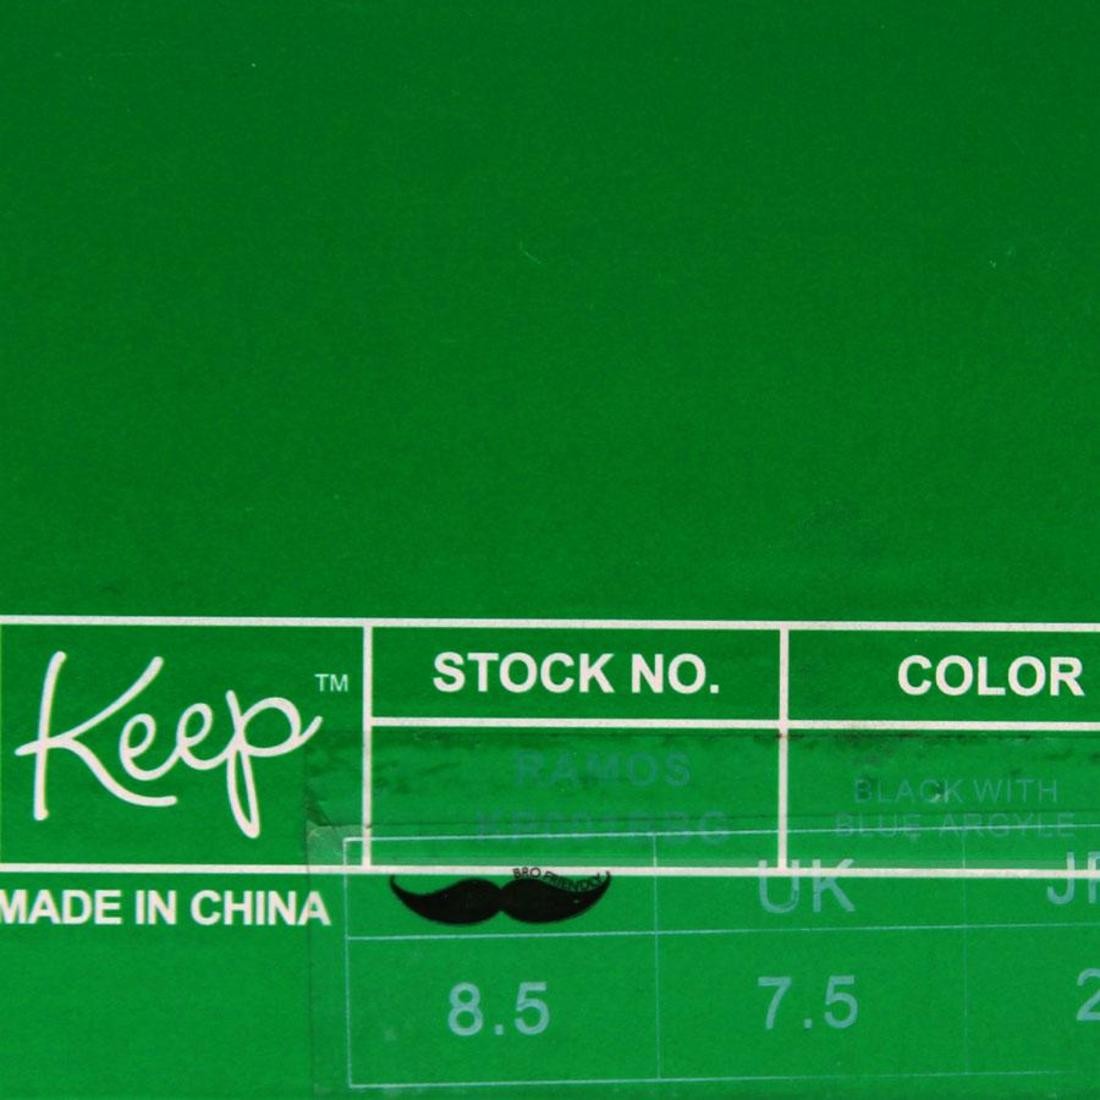 Keep™
STOCK NO.
COLOR
RAMOS
BLACK WITH
BLUE ARGYLE
MADE IN CHINA
BRO FRIENDLY
UK
8.5
7.5
2